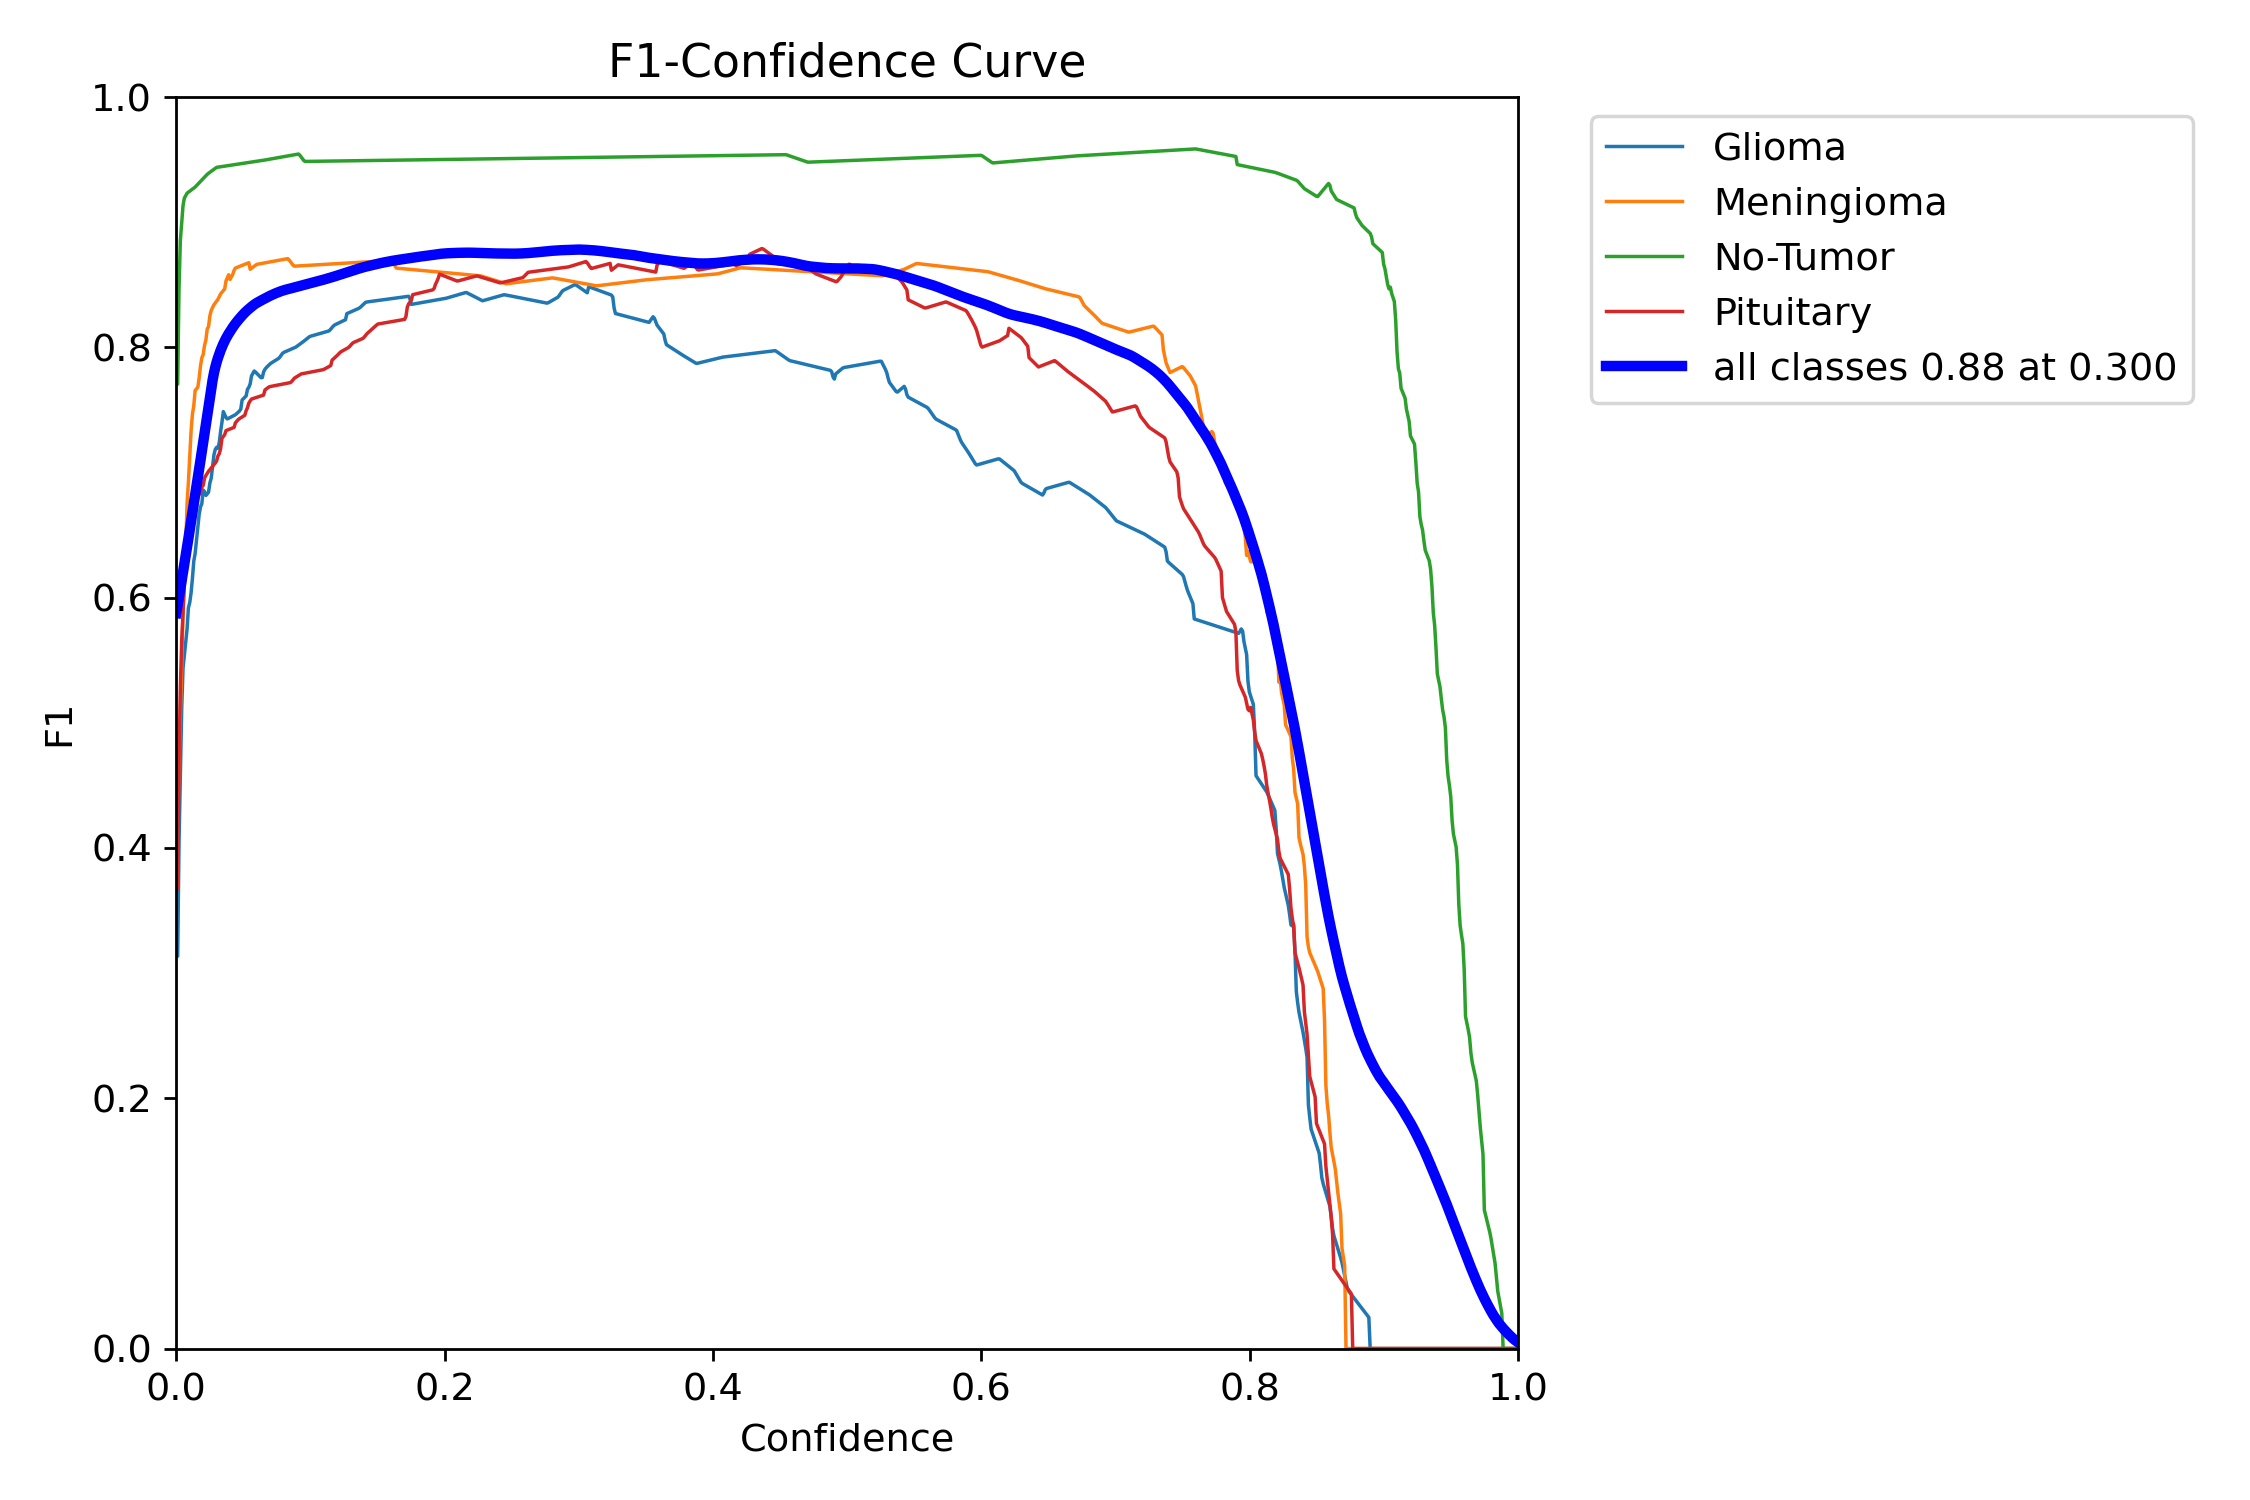 F1-Confidence Curve
1.0
0.8
0.6
0.4
0.2
0.0
F1
0.0 0.2 0.4 0.6 0.8 1.0
Confidence
Glioma
Meningioma
No-Tumor
Pituitary
all classes 0.88 at 0.300